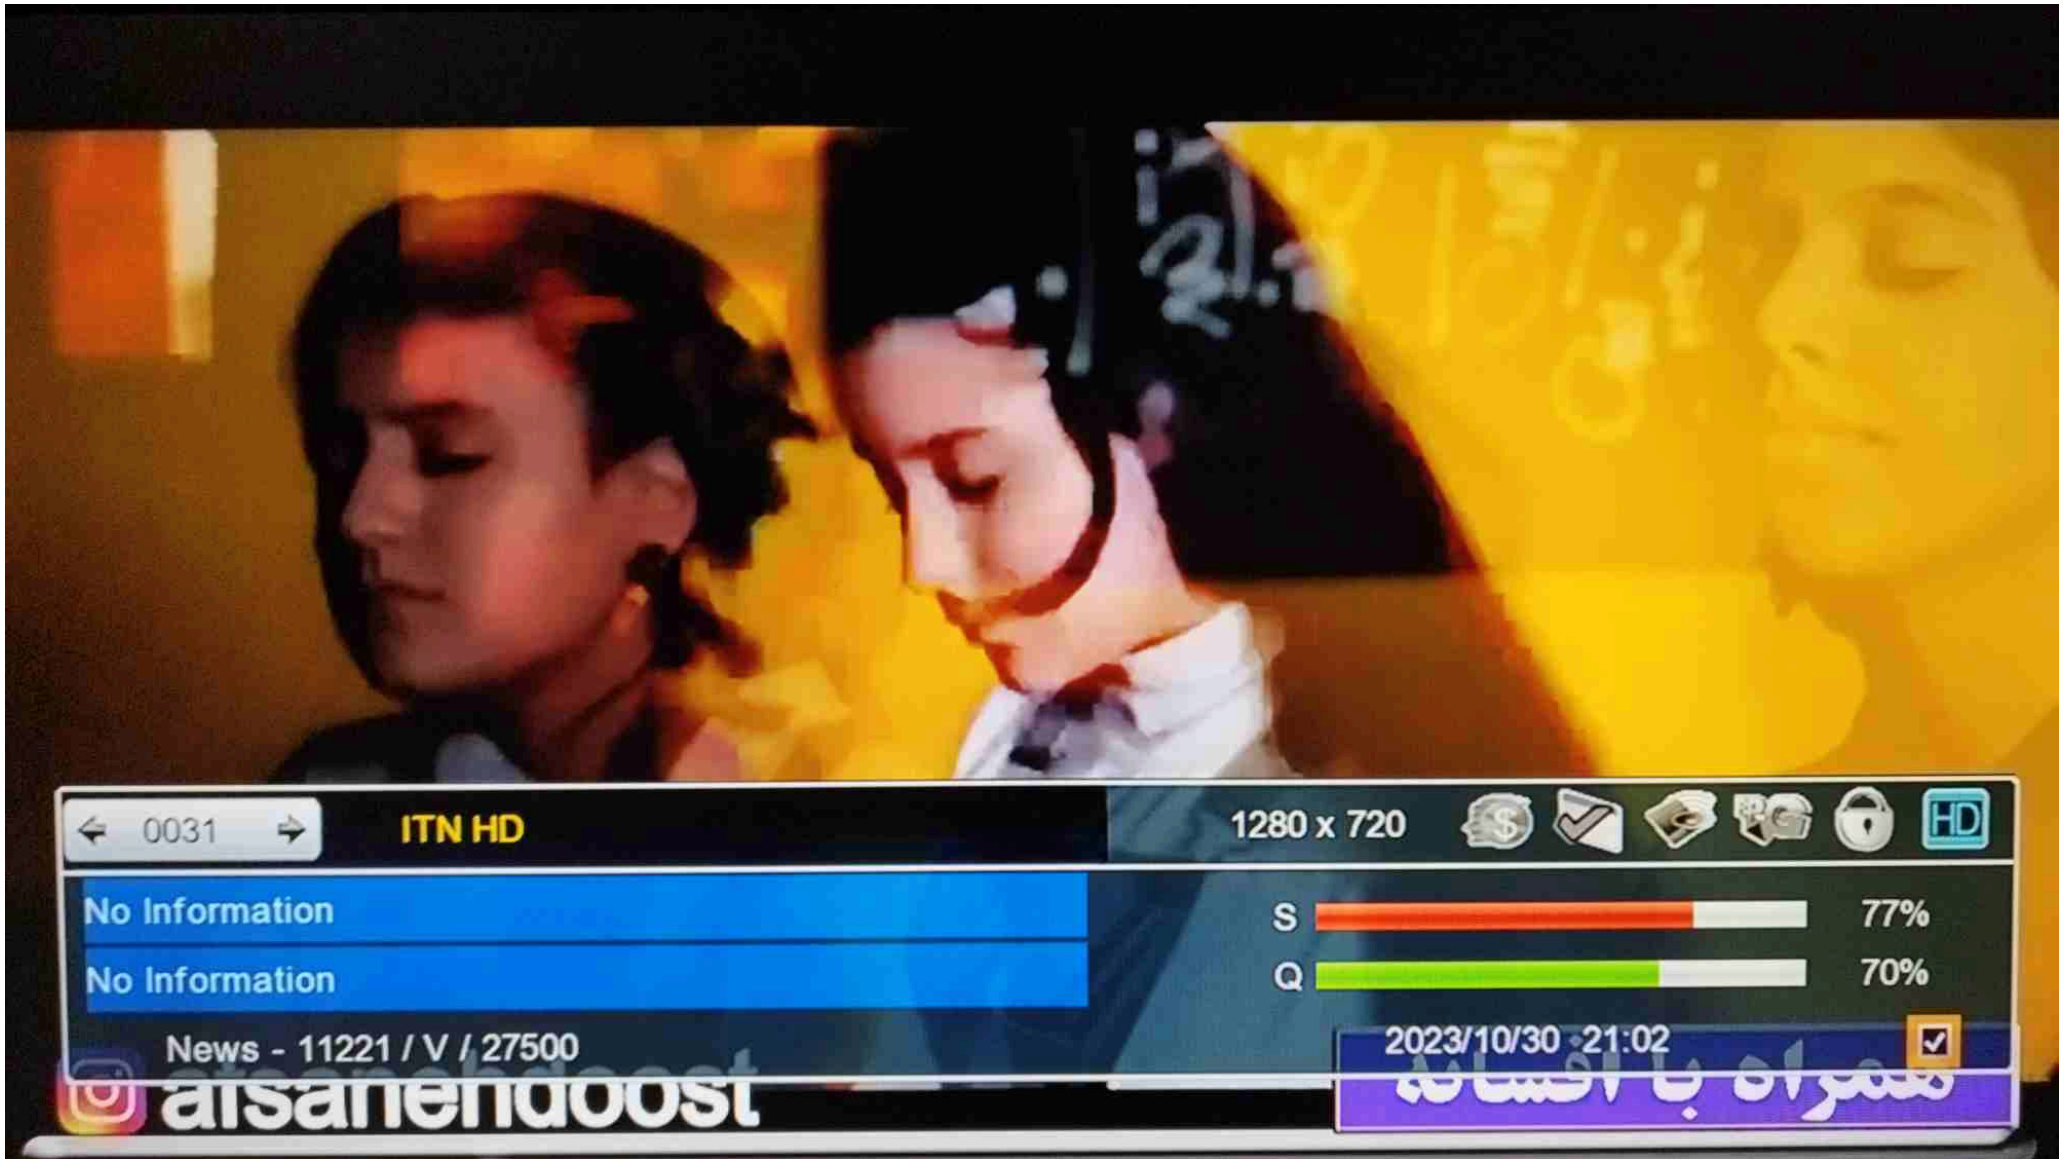 0031
ITN HD
1280 x 720
HD
No Information
S 77%
No Information
Q 70%
News - 11221 / V / 27500
2023/10/30 21:02
afsanehdoost
همراه با افسانه